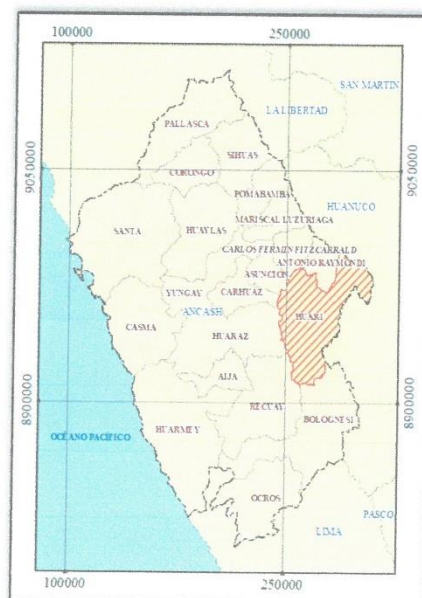 100000 250000
SAN MARTIN
LA LIBERTAD
PALLASCA
9050000 9050000
SIHUAS
CORONGO
POMABAMBA
HUANUCO
MARISCAL LUZURIAGA
SANTA HUAYLAS
CARLOS FERMIN FITZCARRALD
ANTONIO RAYMONDI
ASUNCION
YUNGAY CARHUAZ
ANCASH HUARI
CASMA
HUARAZ
AIJA
8900000 8900000
RECUAY
BOLOGNESI
OCÉANO PACÍFICO HUARMEY
OCROS
PASCO
LIMA
100000 250000